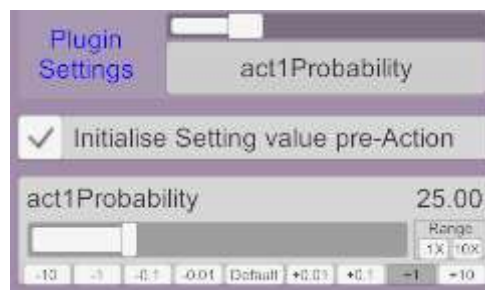 Plugin
Settings
act1Probability
Initialise Setting value pre-Action
act1Probability 25.00
Range
1X 10X
-10 -1 -0.1 -0.01 Default +0.01 +0.1 +1 +10